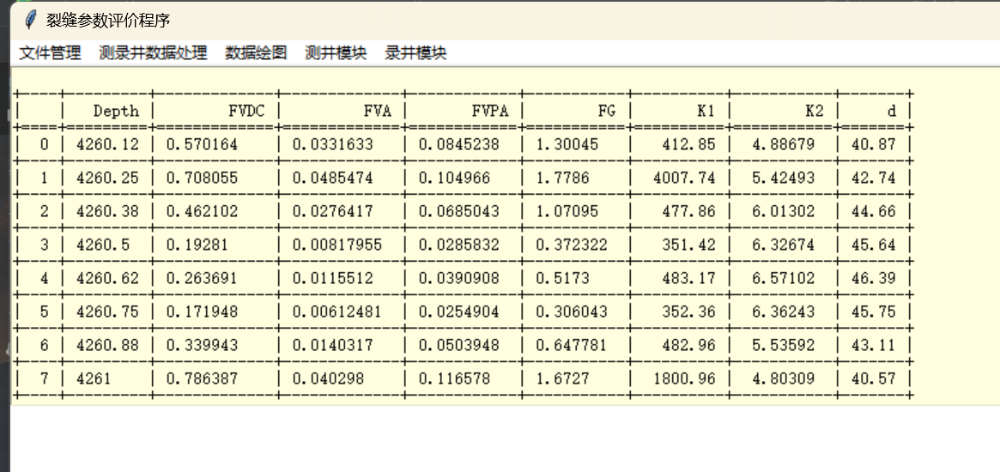 裂缝参数评价程序
文件管理 测录井数据处理 数据绘图 测井模块 录井模块
+----+---------+--------------+--------------+-------------+-----------+----------+-----------+-------+
|    |   Depth |         FVDC |          FVA |        FVPA |        FG |       K1 |        K2 |     d |
+====+=========+==============+==============+=============+===========+==========+===========+=======+
|  0 | 4260.12 | 0.570164     | 0.0331633    | 0.0845238   | 1.30045   |   412.85 |  4.88679  | 40.87 |
+----+---------+--------------+--------------+-------------+-----------+----------+-----------+-------+
|  1 | 4260.25 | 0.708055     | 0.0485474    | 0.104966    | 1.7786    |  4007.74 |  5.42493  | 42.74 |
+----+---------+--------------+--------------+-------------+-----------+----------+-----------+-------+
|  2 | 4260.38 | 0.462102     | 0.0276417    | 0.0685043   | 1.07095   |   477.86 |  6.01302  | 44.66 |
+----+---------+--------------+--------------+-------------+-----------+----------+-----------+-------+
|  3 | 4260.5  | 0.19281      | 0.00817955   | 0.0285832   | 0.372322  |   351.42 |  6.32674  | 45.64 |
+----+---------+--------------+--------------+-------------+-----------+----------+-----------+-------+
|  4 | 4260.62 | 0.263691     | 0.0115512    | 0.0390908   | 0.5173    |   483.17 |  6.57102  | 46.39 |
+----+---------+--------------+--------------+-------------+-----------+----------+-----------+-------+
|  5 | 4260.75 | 0.171948     | 0.00612481   | 0.0254904   | 0.306043  |   352.36 |  6.36243  | 45.75 |
+----+---------+--------------+--------------+-------------+-----------+----------+-----------+-------+
|  6 | 4260.88 | 0.339943     | 0.0140317    | 0.0503948   | 0.647781  |   482.96 |  5.53592  | 43.11 |
+----+---------+--------------+--------------+-------------+-----------+----------+-----------+-------+
|  7 | 4261    | 0.786387     | 0.040298     | 0.116578    | 1.6727    |  1800.96 |  4.80309  | 40.57 |
+----+---------+--------------+--------------+-------------+-----------+----------+-----------+-------+